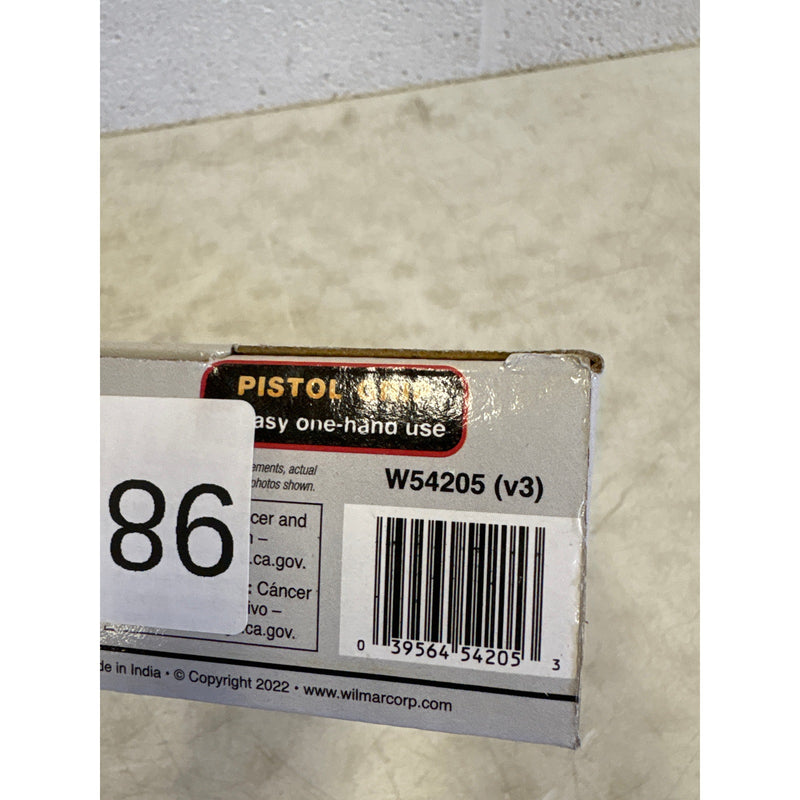 PISTOL GRIP
easy one-hand use
ements, actual
photos shown.
W54205 (v3)
86
cer and
–
.ca.gov.
: Cáncer
ivo –
.ca.gov.
0 39564 54205 3
de in India • © Copyright 2022 • www.wilmarcorp.com